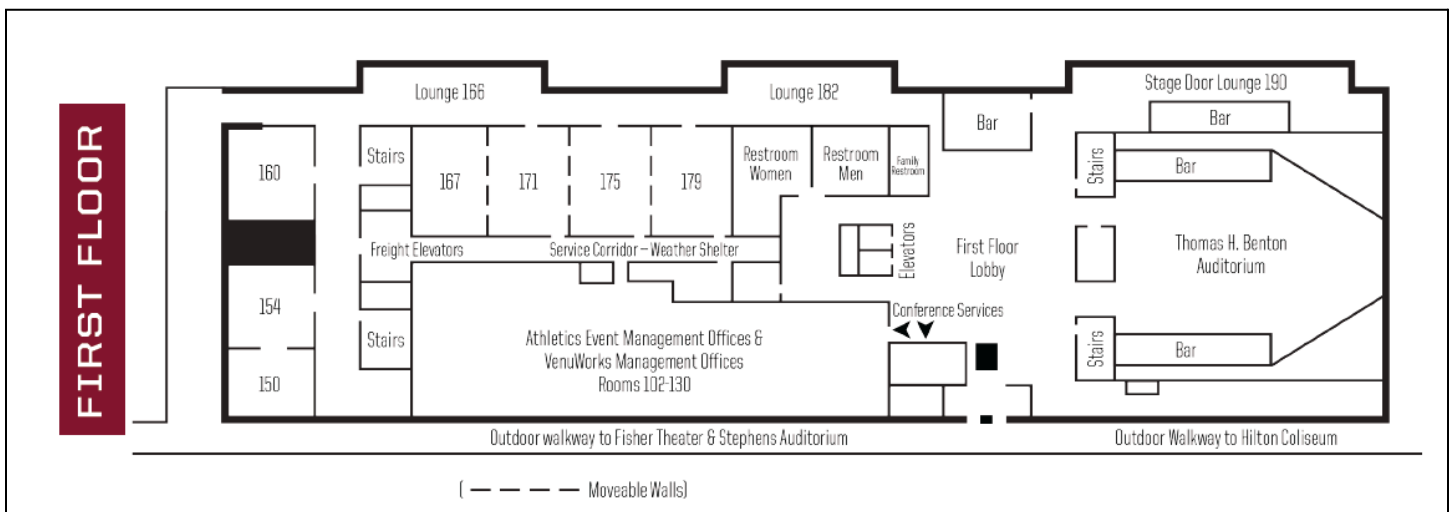 FIRST FLOOR
Lounge 166
Lounge 182
Stage Door Lounge 190
Bar
Bar
Stairs
160
167
171
175
179
Restroom
Women
Restroom
Men
Family
Restroom
Stairs
Bar
Freight Elevators
Service Corridor – Weather Shelter
Elevators
First Floor
Lobby
Thomas H. Benton
Auditorium
154
Conference Services
Stairs
Athletics Event Management Offices &
VenuWorks Management Offices
Rooms 102-130
Stairs
Bar
150
Outdoor walkway to Fisher Theater & Stephens Auditorium
Outdoor Walkway to Hilton Coliseum
( Moveable Walls)